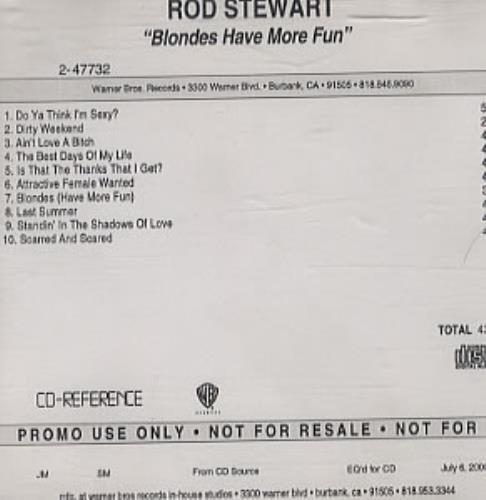 ROD STEWART
"Blondes Have More Fun"
2-47732
Warner Bros. Records • 3300 Warner Blvd. • Burbank, CA • 91505 • 818.846.9090
1. Do Ya Think I'm Sexy?
2. Dirty Weekend
3. Ain't Love A Bitch
4. The Best Days Of My Life
5. Is That The Thanks That I Get?
6. Attractive Female Wanted
7. Blondes (Have More Fun)
8. Last Summer
9. Standin' In The Shadows Of Love
10. Scarred And Scared
TOTAL 4
disc
CD-REFERENCE
WB
PROMO USE ONLY • NOT FOR RESALE • NOT FOR
JM SM From CD Source EQ'd for CD July 6, 200
mfg. at warner bros records in-house studios • 3300 warner blvd • burbank, ca • 91505 • 818.953.3344